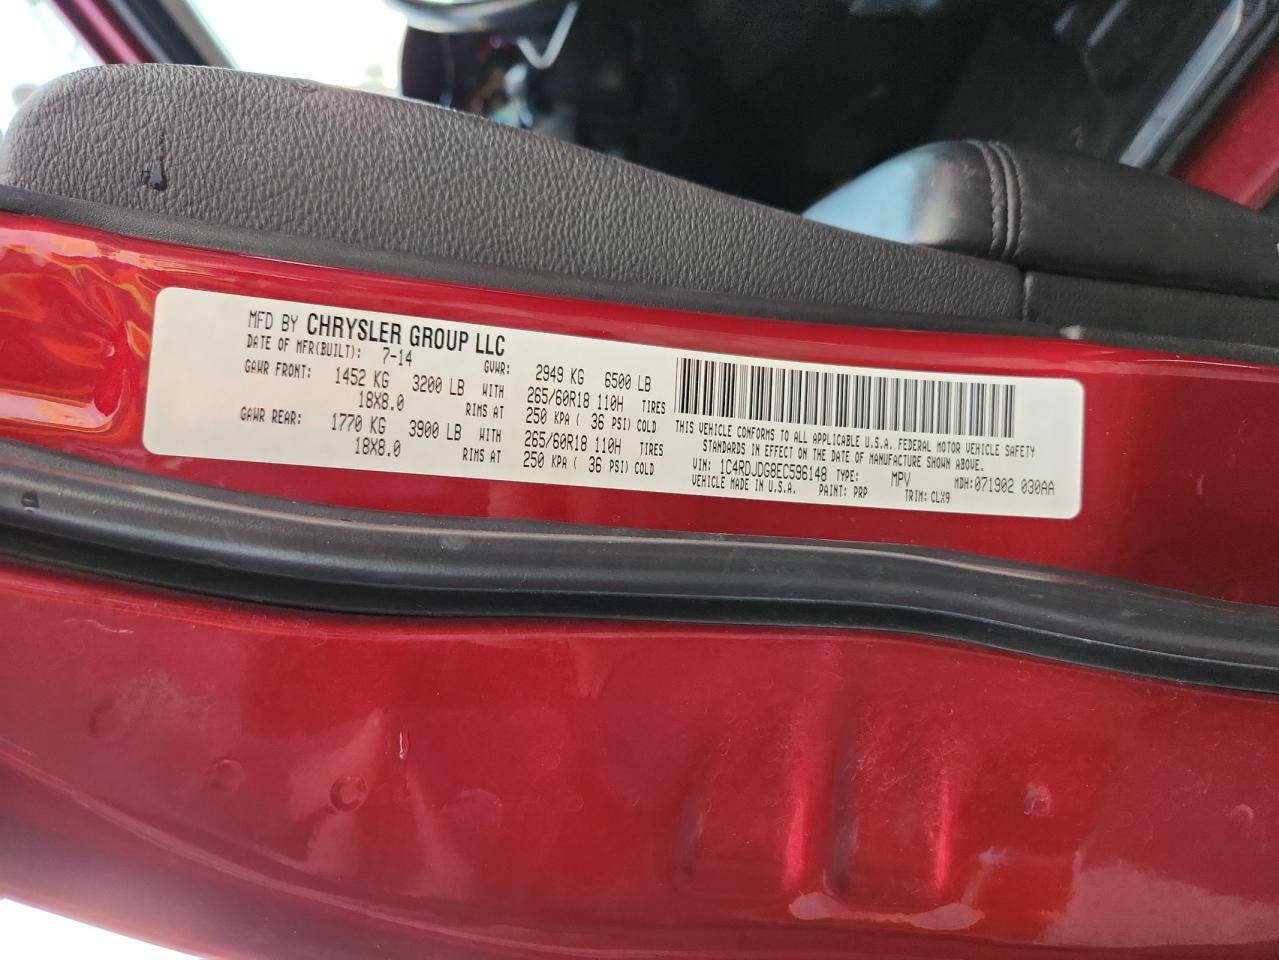 MFD BY CHRYSLER GROUP LLC
DATE OF MFR(BUILT): 7-14 GVWR: 2949 KG 6500 LB
GAWR FRONT: 1452 KG 3200 LB WITH 265/60R18 110H TIRES
18X8.0 RIMS AT 250 KPA ( 36 PSI) COLD
GAWR REAR: 1770 KG 3900 LB WITH 265/60R18 110H TIRES
18X8.0 RIMS AT 250 KPA ( 36 PSI) COLD
THIS VEHICLE CONFORMS TO ALL APPLICABLE U.S.A. FEDERAL MOTOR VEHICLE SAFETY
STANDARDS IN EFFECT ON THE DATE OF MANUFACTURE SHOWN ABOVE.
VIN: 1C4RDJDG8EC596148 TYPE: MPV MDH:071902 030AA
VEHICLE MADE IN U.S.A. PAINT: PRP TRIM: CLX9